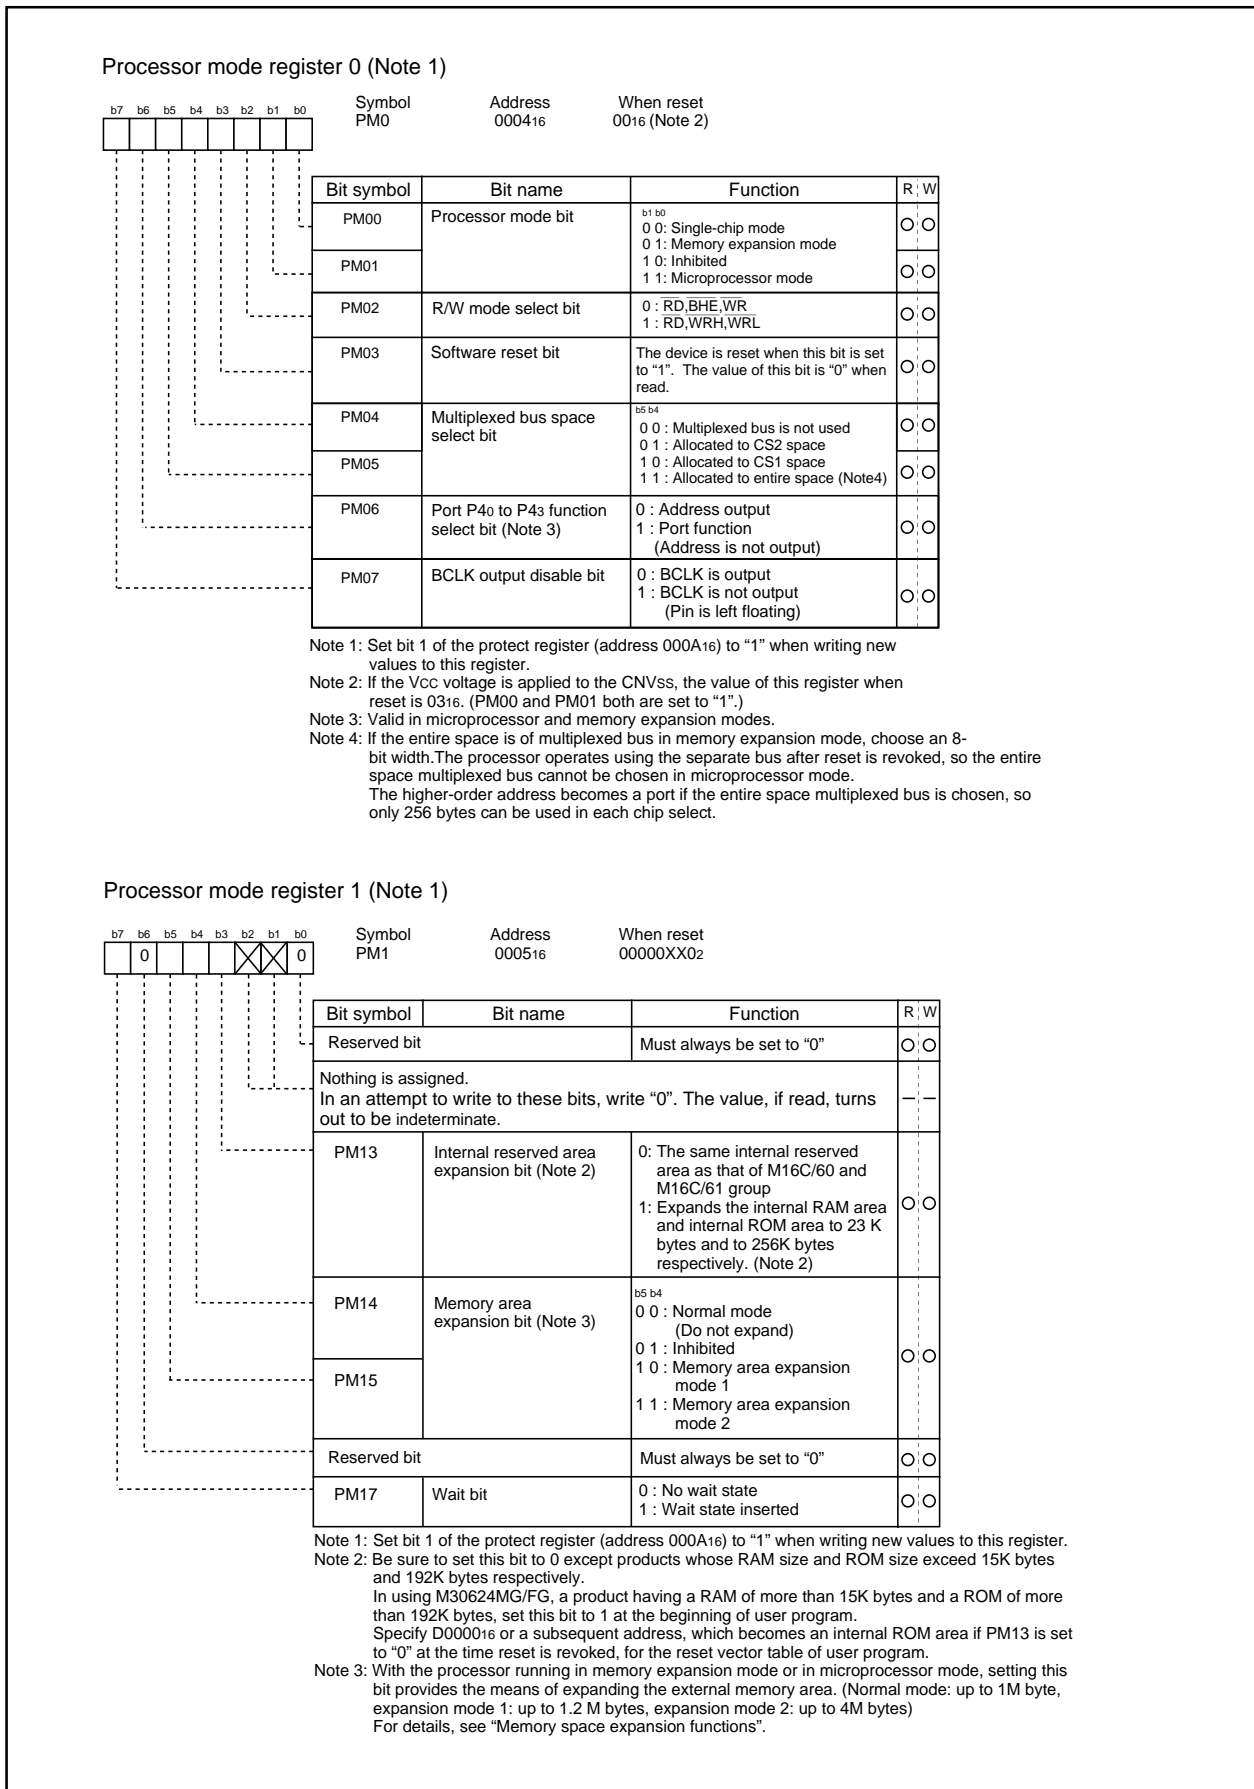 Processor mode register 0 (Note 1)
b7 b6 b5 b4 b3 b2 b1 b0
Symbol Address When reset
PM0 000416 0016 (Note 2)
Bit symbol Bit name Function R W
PM00 Processor mode bit
b1 b0
0 0: Single-chip mode
0 1: Memory expansion mode
1 0: Inhibited
1 1: Microprocessor mode
PM01
PM02 R/W mode select bit
0 : RD,BHE,WR
1 : RD,WRH,WRL
PM03 Software reset bit
The device is reset when this bit is set
to “1”. The value of this bit is “0” when
read.
PM04 Multiplexed bus space
select bit
b5 b4
0 0 : Multiplexed bus is not used
0 1 : Allocated to CS2 space
1 0 : Allocated to CS1 space
1 1 : Allocated to entire space (Note4)
PM05
PM06 Port P40 to P43 function
select bit (Note 3)
0 : Address output
1 : Port function
(Address is not output)
PM07 BCLK output disable bit
0 : BCLK is output
1 : BCLK is not output
(Pin is left floating)
Note 1: Set bit 1 of the protect register (address 000A16) to “1” when writing new
values to this register.
Note 2: If the VCC voltage is applied to the CNVSS, the value of this register when
reset is 0316. (PM00 and PM01 both are set to “1”.)
Note 3: Valid in microprocessor and memory expansion modes.
Note 4: If the entire space is of multiplexed bus in memory expansion mode, choose an 8-
bit width.The processor operates using the separate bus after reset is revoked, so the entire
space multiplexed bus cannot be chosen in microprocessor mode.
The higher-order address becomes a port if the entire space multiplexed bus is chosen, so
only 256 bytes can be used in each chip select.
Processor mode register 1 (Note 1)
b7 b6 b5 b4 b3 b2 b1 b0
0 0
Symbol Address When reset
PM1 000516 00000XX02
Bit symbol Bit name Function R W
Reserved bit Must always be set to “0”
Nothing is assigned.
In an attempt to write to these bits, write “0”. The value, if read, turns
out to be indeterminate.
– –
PM13 Internal reserved area
expansion bit (Note 2)
0: The same internal reserved
area as that of M16C/60 and
M16C/61 group
1: Expands the internal RAM area
and internal ROM area to 23 K
bytes and to 256K bytes
respectively. (Note 2)
PM14 Memory area
expansion bit (Note 3)
b5 b4
0 0 : Normal mode
(Do not expand)
0 1 : Inhibited
1 0 : Memory area expansion
mode 1
1 1 : Memory area expansion
mode 2
PM15
Reserved bit Must always be set to “0”
PM17 Wait bit
0 : No wait state
1 : Wait state inserted
Note 1: Set bit 1 of the protect register (address 000A16) to “1” when writing new values to this register.
Note 2: Be sure to set this bit to 0 except products whose RAM size and ROM size exceed 15K bytes
and 192K bytes respectively.
In using M30624MG/FG, a product having a RAM of more than 15K bytes and a ROM of more
than 192K bytes, set this bit to 1 at the beginning of user program.
Specify D000016 or a subsequent address, which becomes an internal ROM area if PM13 is set
to “0” at the time reset is revoked, for the reset vector table of user program.
Note 3: With the processor running in memory expansion mode or in microprocessor mode, setting this
bit provides the means of expanding the external memory area. (Normal mode: up to 1M byte,
expansion mode 1: up to 1.2 M bytes, expansion mode 2: up to 4M bytes)
For details, see “Memory space expansion functions”.